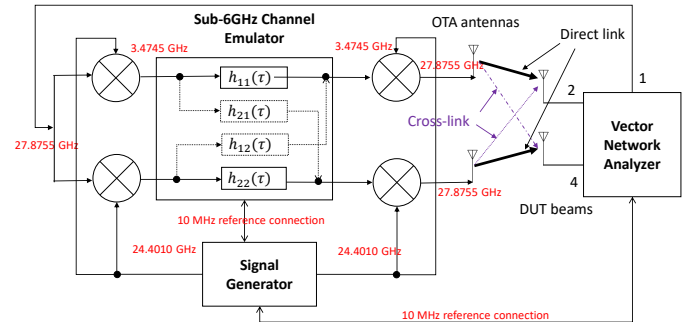 Sub-6GHz Channel
Emulator
OTA antennas
Direct link
3.4745 GHz
3.4745 GHz
27.8755 GHz
h₁₁(τ)
h₂₁(τ)
h₁₂(τ)
h₂₂(τ)
27.8755 GHz
Cross-link
1
2
4
Vector
Network
Analyzer
27.8755 GHz
DUT beams
10 MHz reference connection
24.4010 GHz
24.4010 GHz
Signal
Generator
10 MHz reference connection